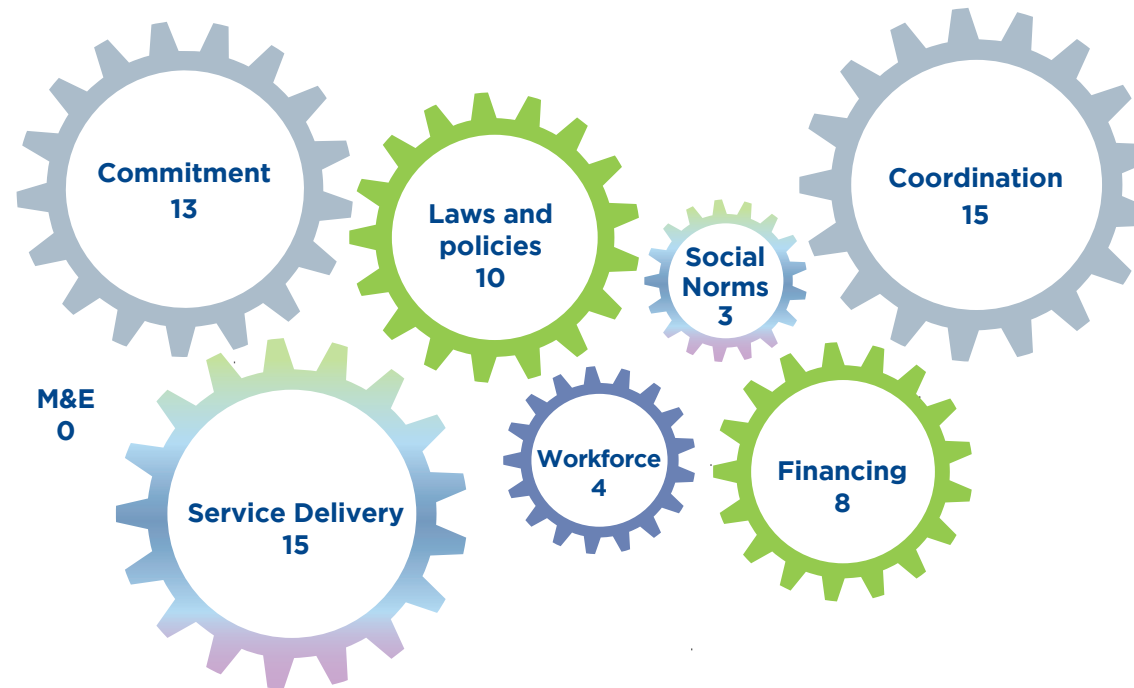 Commitment
13
Laws and
policies
10
Social
Norms
3
Coordination
15
M&E
0
Service Delivery
15
Workforce
4
Financing
8